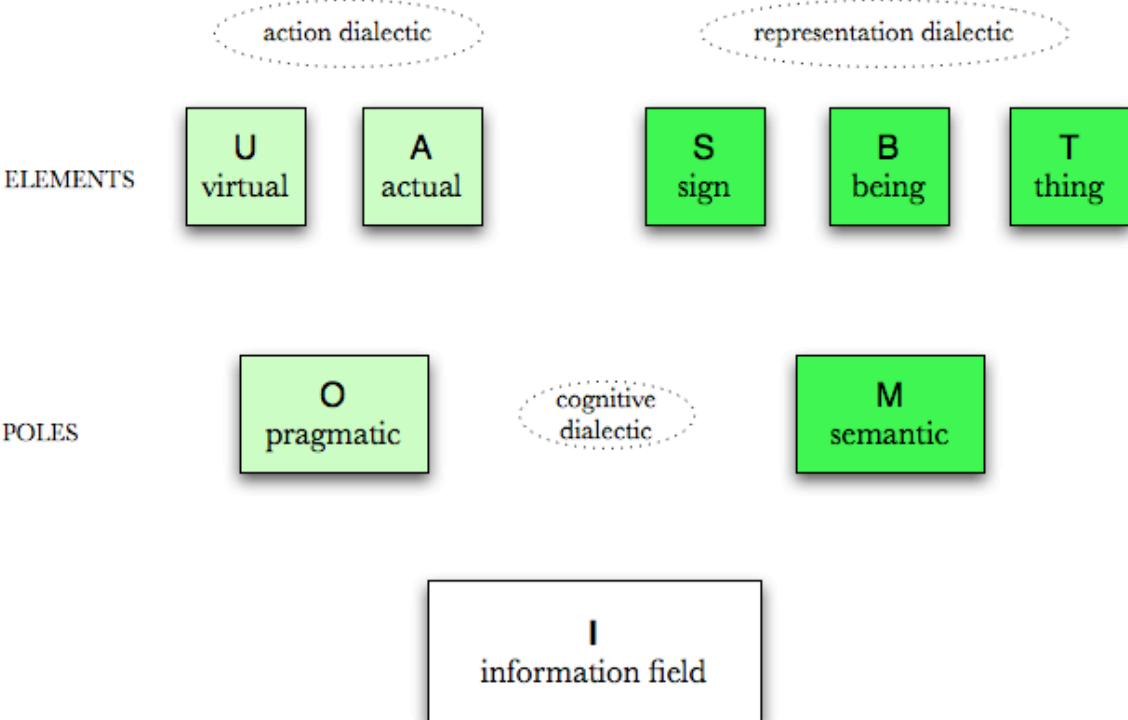 action dialectic
representation dialectic
ELEMENTS
U
virtual
A
actual
S
sign
B
being
T
thing
POLES
O
pragmatic
cognitive
dialectic
M
semantic
I
information field